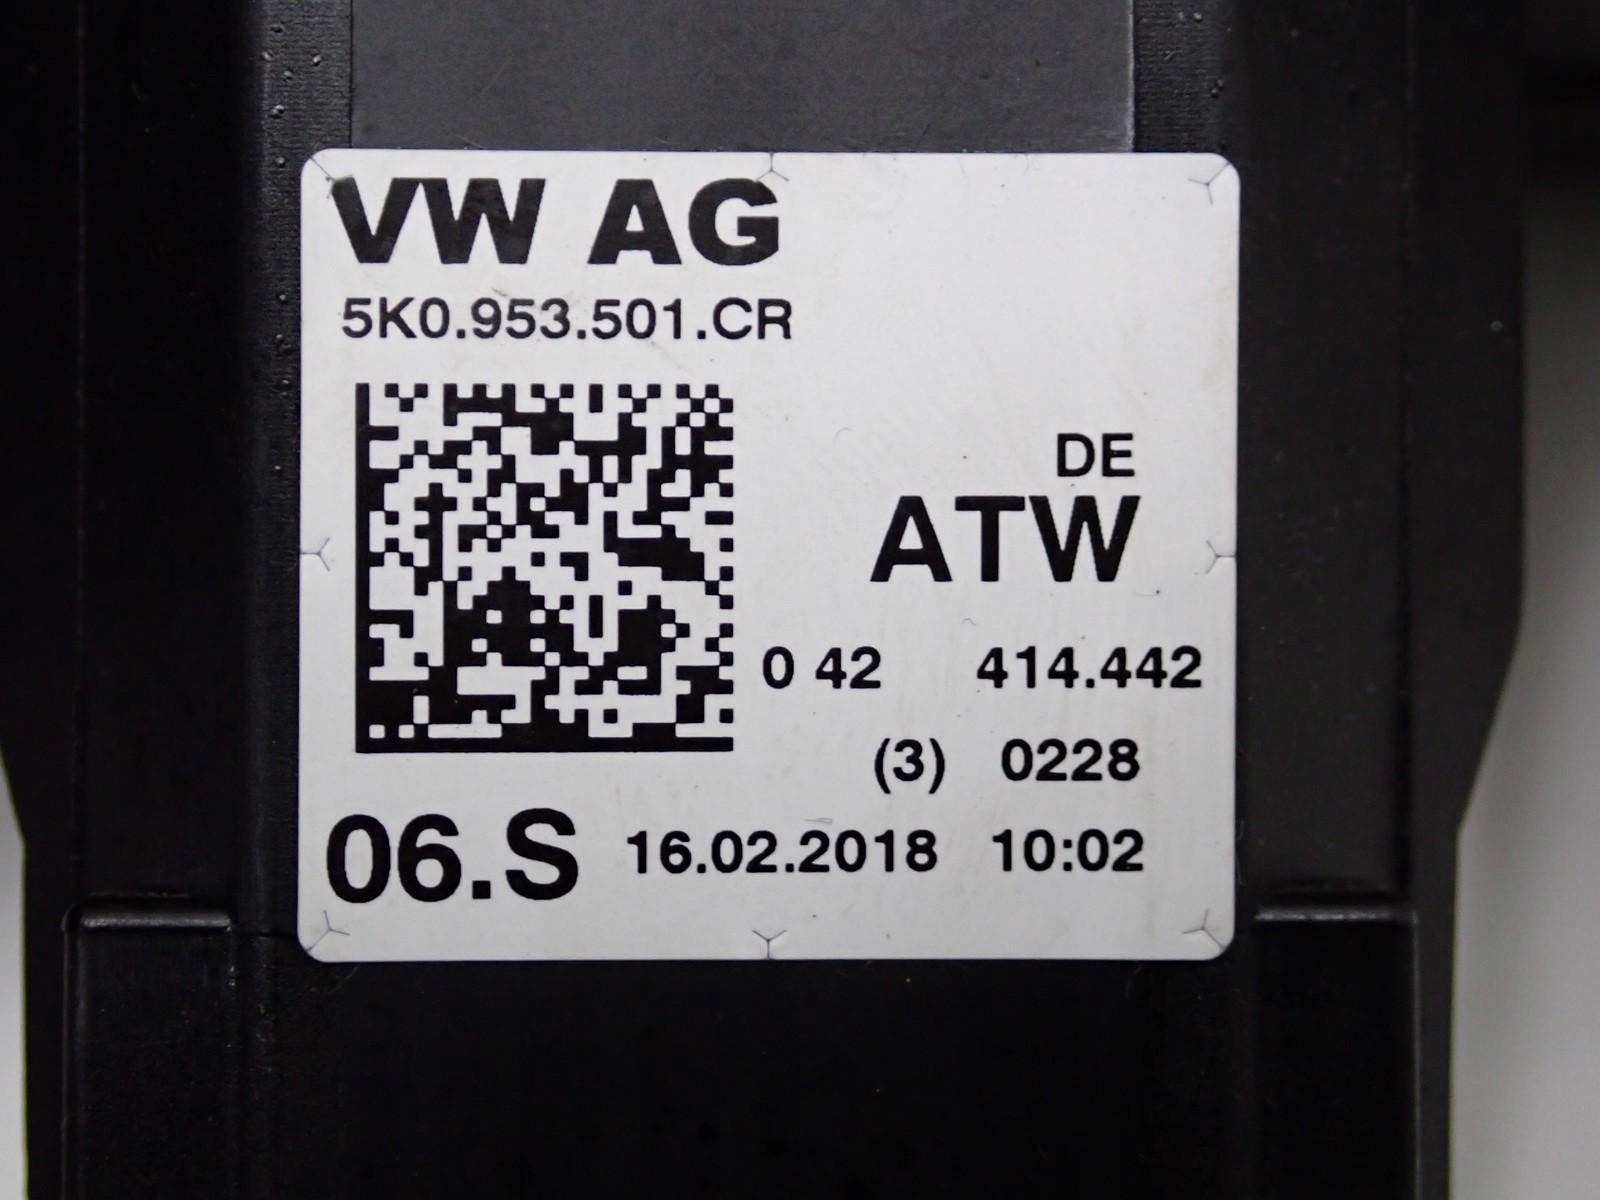 VW AG
5K0.953.501.CR
DE
ATW
0 42 414.442
(3) 0228
06.S 16.02.2018 10:02